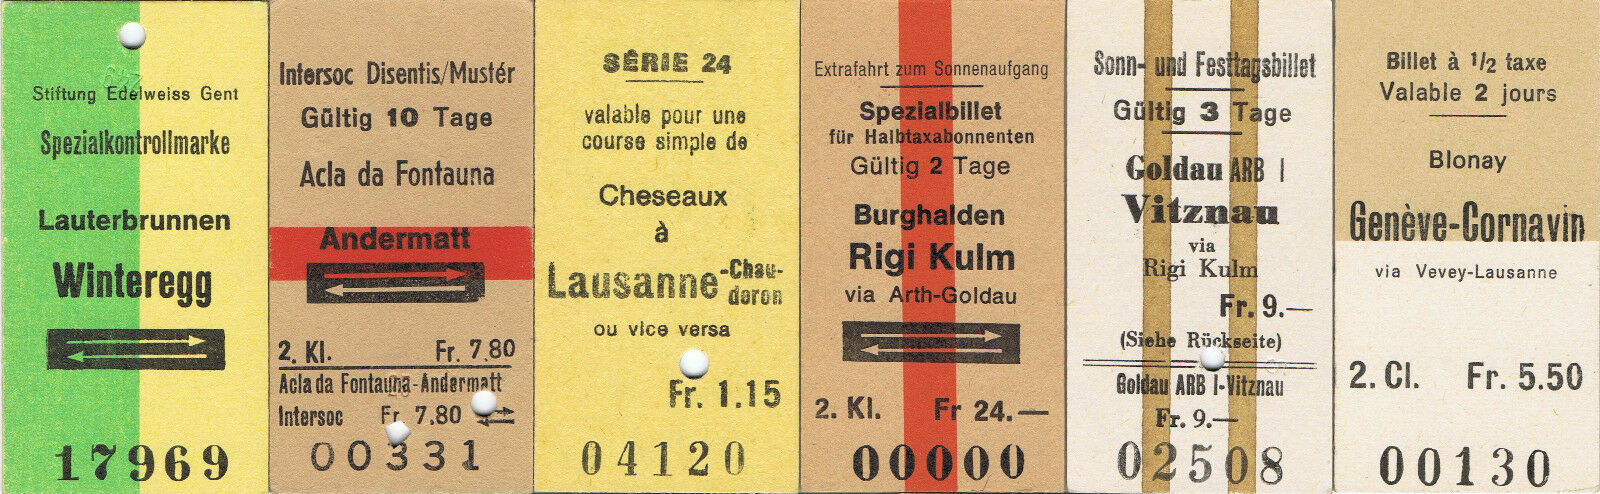 Stiftung Edelweiss Gent
Spezialkontrollmarke
Lauterbrunnen
Winteregg
17969
Intersoc Disentis/Mustér
Gültig 10 Tage
Acla da Fontauna
Andermatt
2. Kl. Fr. 7.80
Acla da Fontauna-Andermatt
Intersoc Fr 7.80
00331
SÉRIE 24
valable pour une
course simple de
Cheseaux
à
Lausanne-Chau-
deron
ou vice versa
Fr. 1.15
04120
Extrafahrt zum Sonnenaufgang
Spezialbillet
für Halbtaxabonnenten
Gültig 2 Tage
Burghalden
Rigi Kulm
via Arth-Goldau
2. Kl. Fr 24.—
00000
Sonn- und Festtagsbillet
Gültig 3 Tage
Goldau ARB I
Vitznau
via
Rigi Kulm
Fr. 9.—
(Siehe Rückseite)
Goldau ARB I-Vitznau
Fr. 9.—
02508
Billet à 1/2 taxe
Valable 2 jours
Blonay
Genève-Cornavin
via Vevey-Lausanne
2. Cl. Fr. 5.50
00130